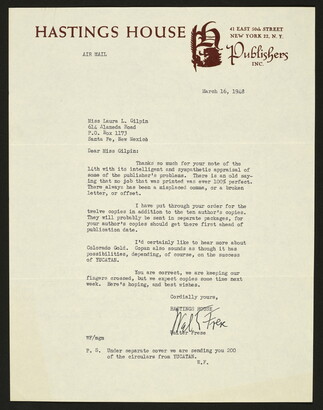 HASTINGS HOUSE
41 EAST 50th STREET
NEW YORK 22, N. Y.
Publishers
INC.
AIR MAIL
March 16, 1948
Miss Laura L. Gilpin
614 Alameda Road
P.O. Box 1173
Santa Fe, New Mexico
Dear Miss Gilpin:
Thanks so much for your note of the
14th with its intelligent and sympathetic appraisal of
some of the publisher's problems. There is an old say-
ing that no job that was printed was ever 100% perfect.
There always has been a misplaced comma, or a broken
letter, or offset.
I have put through your order for the
twelve copies in addition to the ten author's copies.
They will probably be sent in separate packages, for
your author's copies should get there first ahead of
publication date.
I'd certainly like to hear more about
Colorado Gold. Copan also sounds as though it has
possibilities, depending, of course, on the success
of YUCATAN.
You are correct, we are keeping our
fingers crossed, but we expect copies some time next
week. Here's hoping, and best wishes.
Cordially yours,
HASTINGS HOUSE
Walter Frese
WF/mgm
P. S. Under separate cover we are sending you 200
of the circulars from YUCATAN.
W.F.